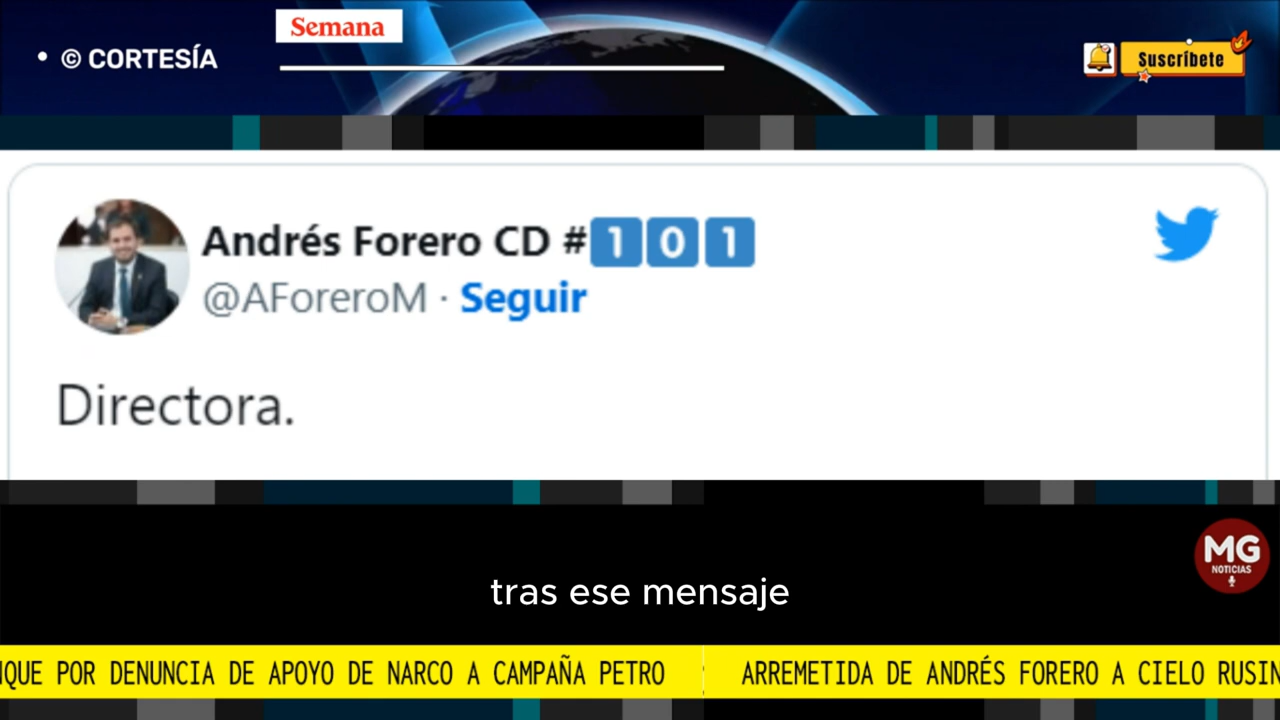 Semana
• © CORTESÍA
Suscríbete
Andrés Forero CD #101
@AForeroM · Seguir
Directora.
MG
NOTICIAS
tras ese mensaje
POR DENUNCIA DE APOYO DE NARCO A CAMPAÑA PETRO
ARREMETIDA DE ANDRÉS FORERO A CIELO RUSIN